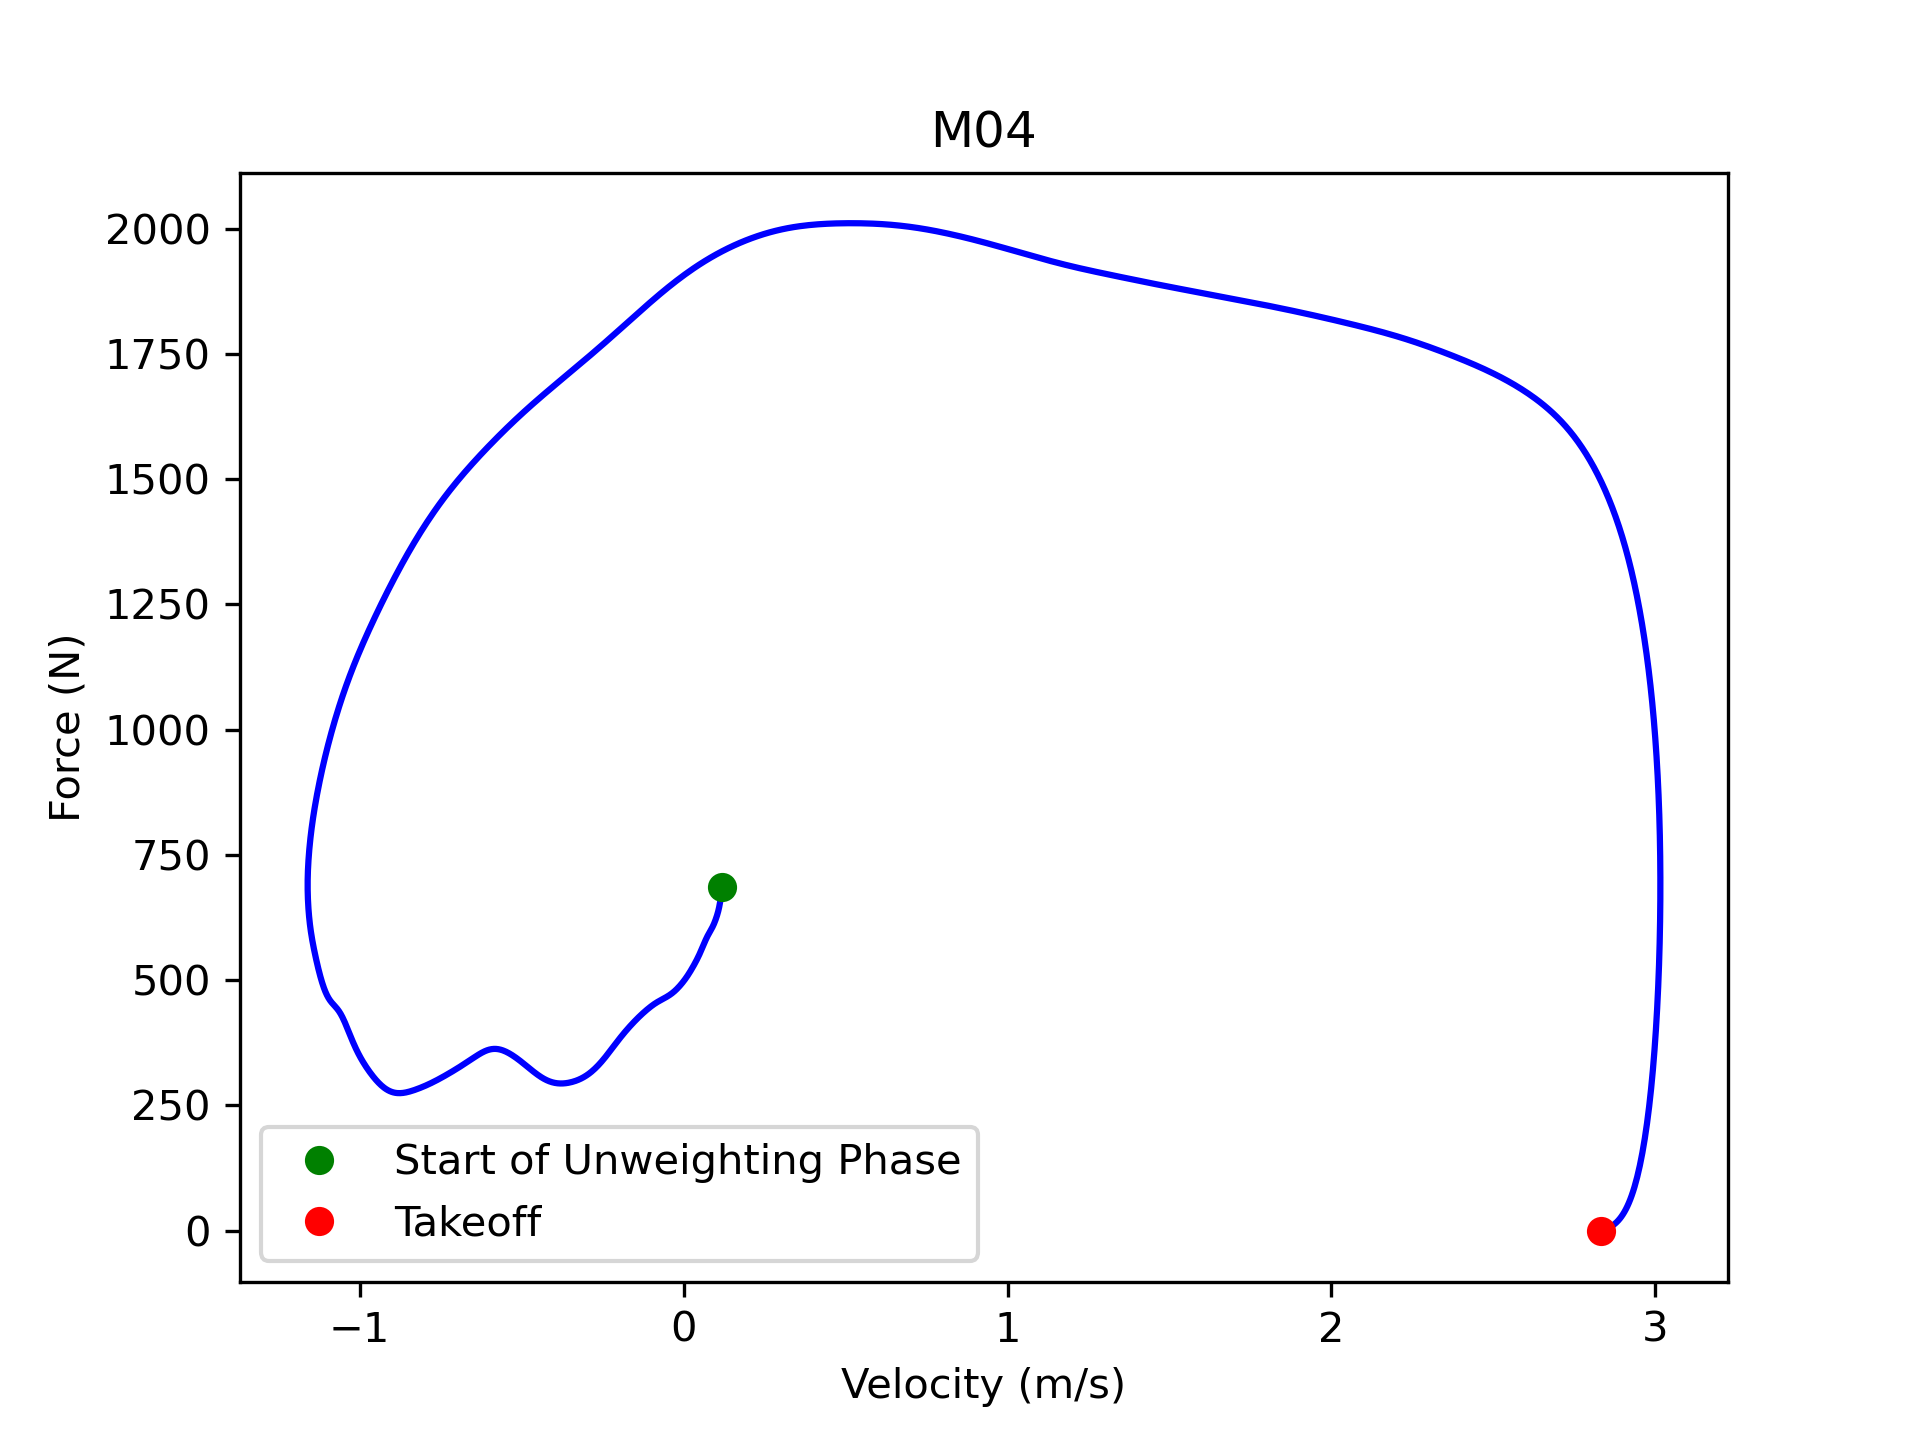 M04
2000
1750
1500
1250
1000
750
500
250
0
Force (N)
Start of Unweighting Phase
Takeoff
−1 0 1 2 3
Velocity (m/s)